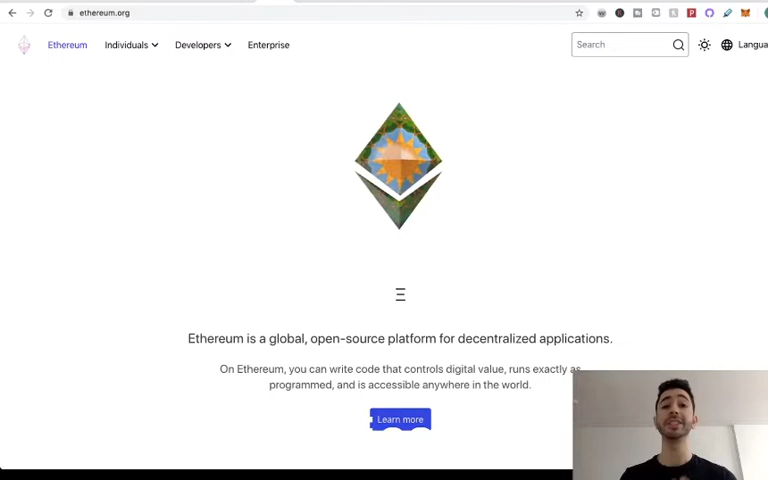 ethereum.org
Ethereum Individuals Developers Enterprise Search
Ξ
Ethereum is a global, open-source platform for decentralized applications.
On Ethereum, you can write code that controls digital value, runs exactly as
programmed, and is accessible anywhere in the world.
Learn more